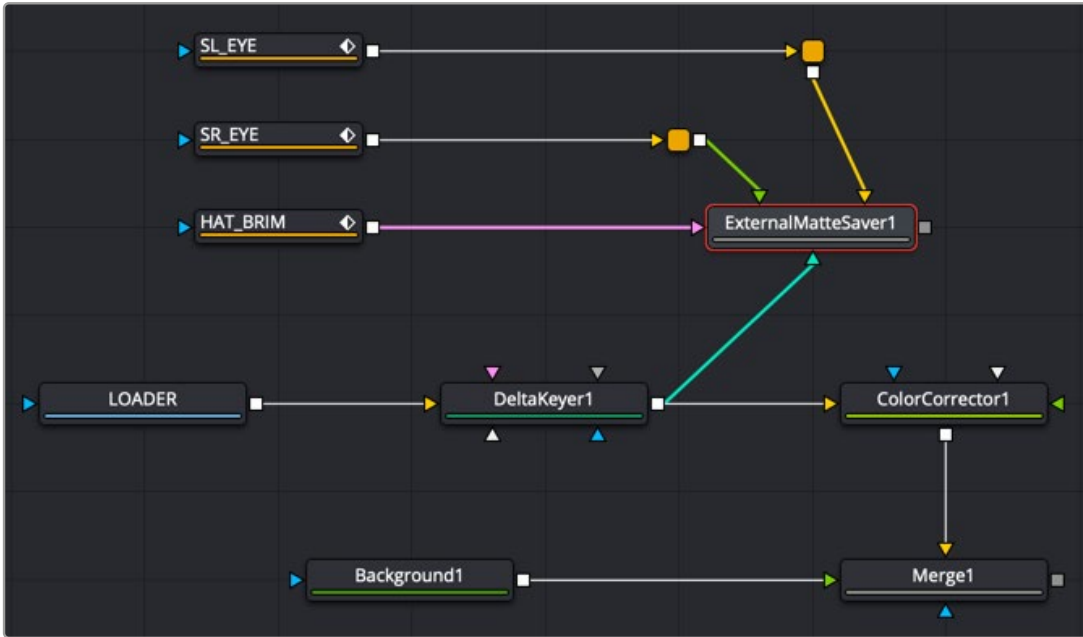 SL_EYE
SR_EYE
HAT_BRIM
ExternalMatteSaver1
LOADER
DeltaKeyer1
ColorCorrector1
Background1
Merge1